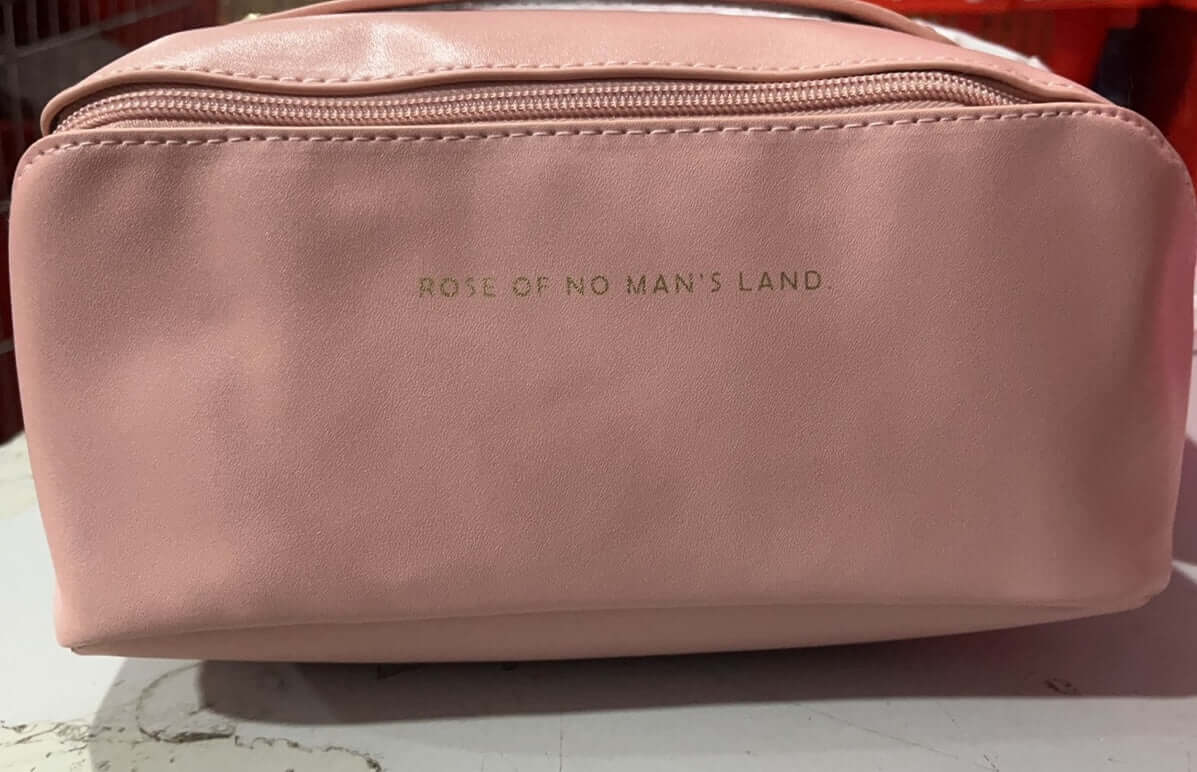 ROSE OF NO MAN'S LAND.